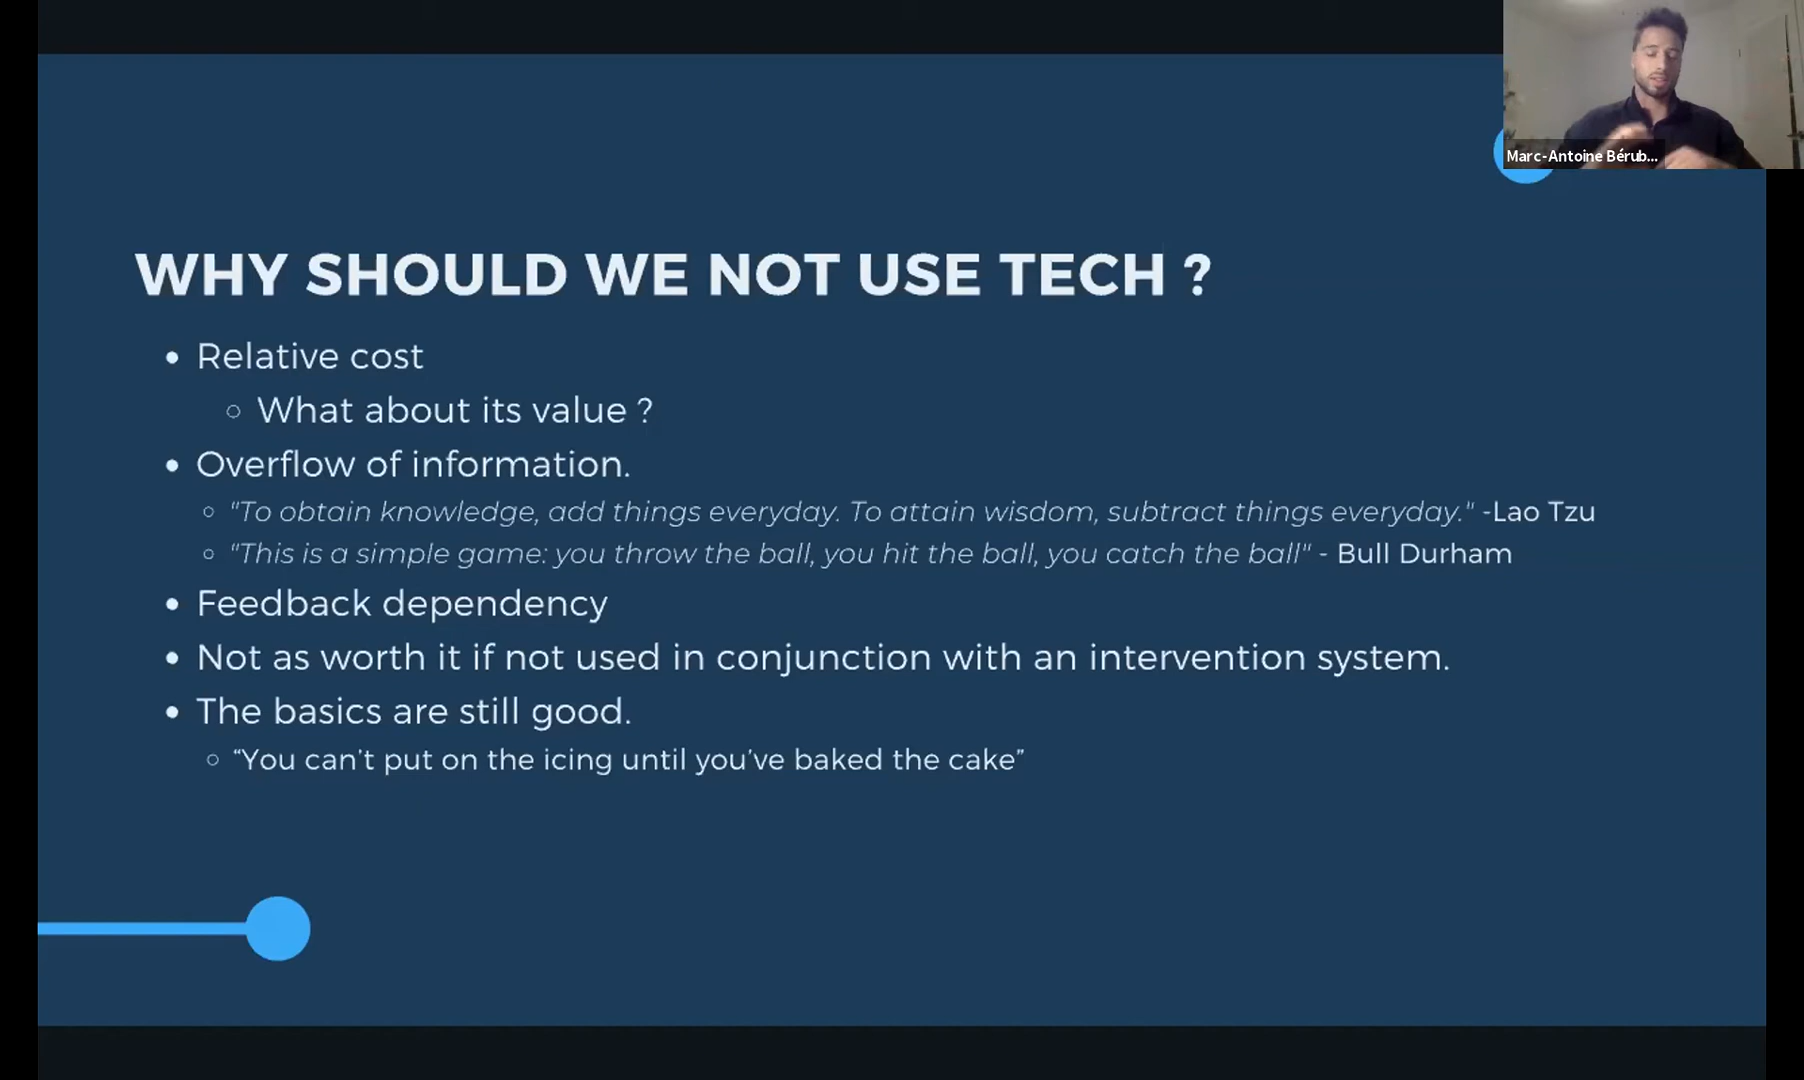 Marc-Antoine Bérub...
WHY SHOULD WE NOT USE TECH ?
• Relative cost
○ What about its value ?
• Overflow of information.
○ "To obtain knowledge, add things everyday. To attain wisdom, subtract things everyday." -Lao Tzu
○ "This is a simple game: you throw the ball, you hit the ball, you catch the ball" - Bull Durham
• Feedback dependency
• Not as worth it if not used in conjunction with an intervention system.
• The basics are still good.
○ “You can’t put on the icing until you’ve baked the cake”